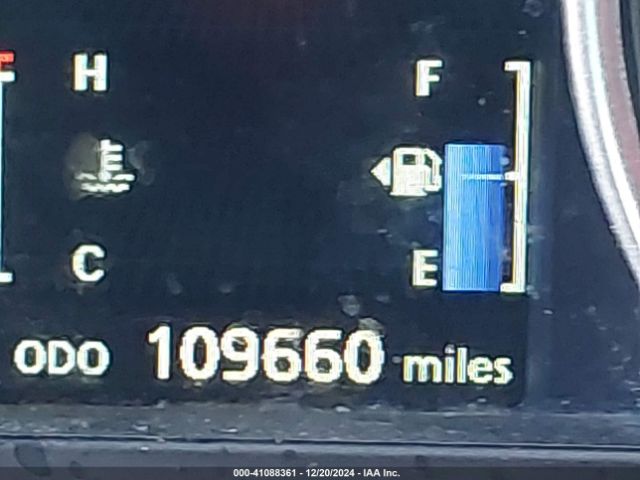 H F
E
C E
ODO 109660 miles
000-41088361 - 12/20/2024 - IAA Inc.